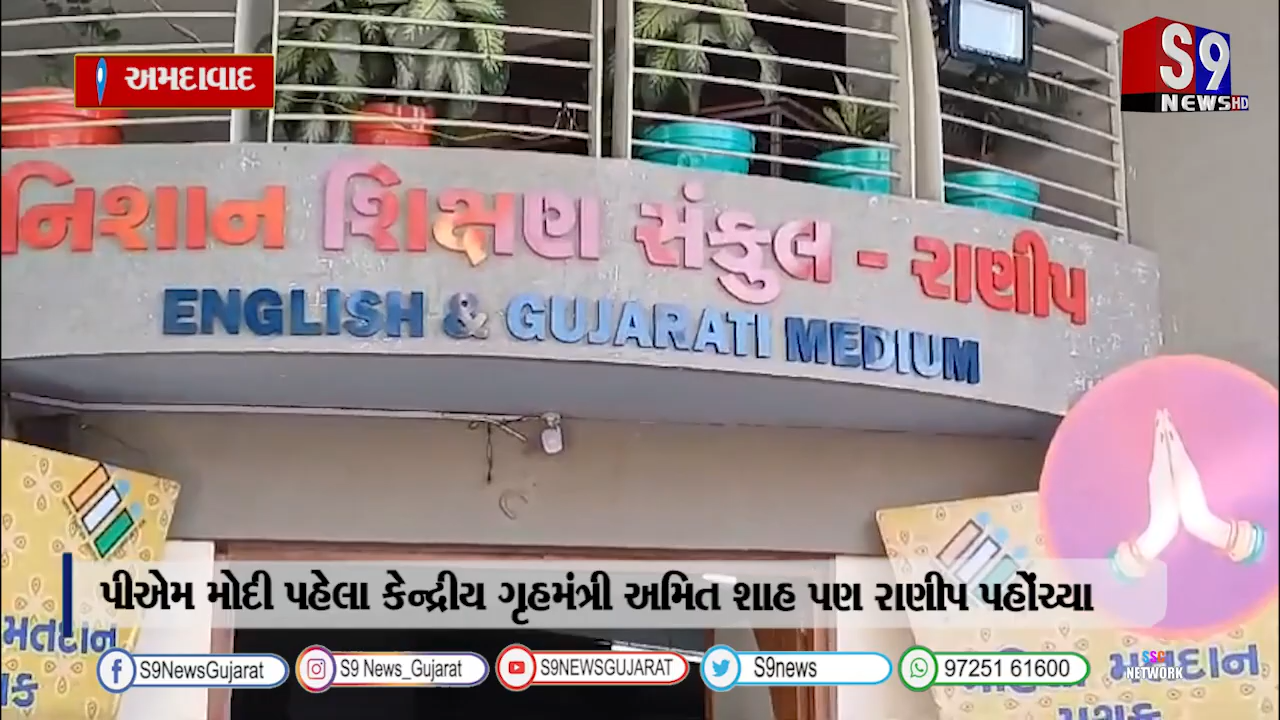 અમદાવાદ
S9
NEWS HD
નિશાન શિક્ષણ સંકુલ - રાણીપ
ENGLISH & GUJARATI MEDIUM
પીએમ મોદી પહેલા કેન્દ્રીય ગૃહમંત્રી અમિત શાહ પણ રાણીપ પહોંચ્યા
મતદાન
મતદાન
S9NewsGujarat
S9 News_Gujarat
S9NEWSGUJARAT
S9news
97251 61600
NETWORK